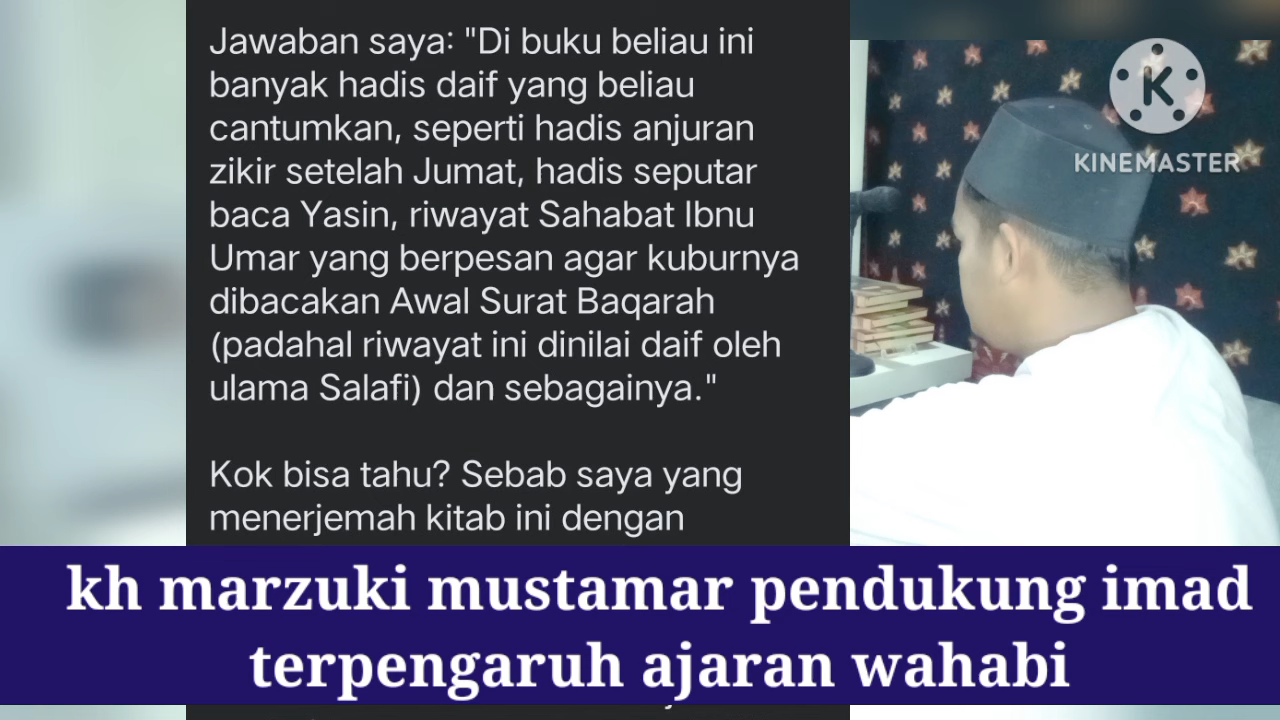 Jawaban saya: "Di buku beliau ini
banyak hadis daif yang beliau
cantumkan, seperti hadis anjuran
zikir setelah Jumat, hadis seputar
baca Yasin, riwayat Sahabat Ibnu
Umar yang berpesan agar kuburnya
dibacakan Awal Surat Baqarah
(padahal riwayat ini dinilai daif oleh
ulama Salafi) dan sebagainya."
Kok bisa tahu? Sebab saya yang
menerjemah kitab ini dengan
K
KINEMASTER
kh marzuki mustamar pendukung imad
terpengaruh ajaran wahabi